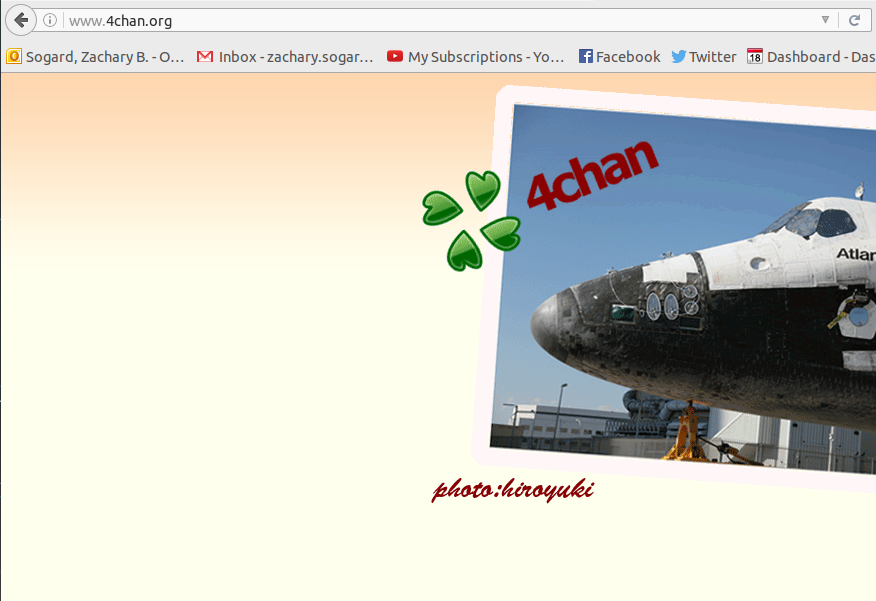 www.4chan.org
Sogard, Zachary B. - O… Inbox - zachary.sogar… My Subscriptions - Yo… Facebook Twitter 18 Dashboard - Das
4chan
Atlan
photo:hiroyuki